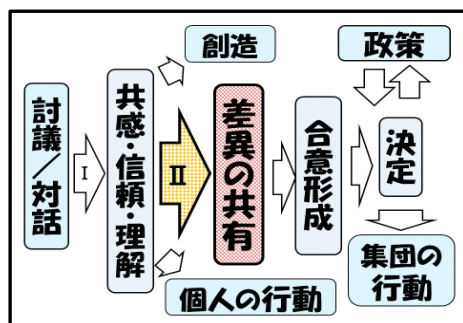 討議／対話
Ⅰ
共感・信頼・理解
Ⅱ
創造
個人の行動
差異の共有
合意形成
政策
決定
集団の
行動